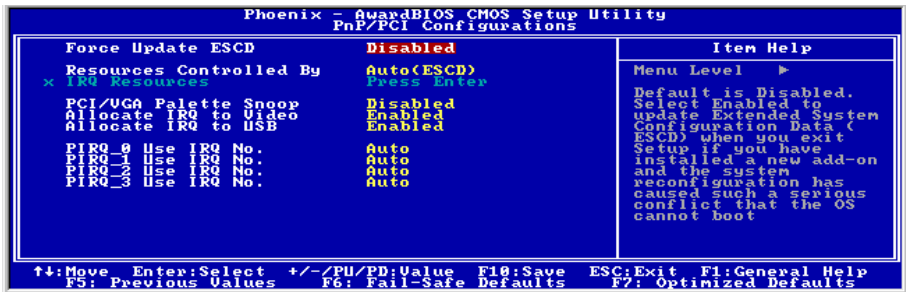 Phoenix - AwardBIOS CMOS Setup Utility
PnP/PCI Configurations
Force Update ESCD Disabled
Resources Controlled By Auto(ESCD)
x IRQ Resources Press Enter
PCI/VGA Palette Snoop Disabled
Allocate IRQ to Video Enabled
Allocate IRQ to USB Enabled
PIRQ_0 Use IRQ No. Auto
PIRQ_1 Use IRQ No. Auto
PIRQ_2 Use IRQ No. Auto
PIRQ_3 Use IRQ No. Auto
Item Help
Menu Level ►
Default is Disabled.
Select Enabled to
update Extended System
Configuration Data (
ESCD) when you exit
Setup if you have
installed a new add-on
and the system
reconfiguration has
caused such a serious
conflict that the OS
cannot boot
↑↓:Move Enter:Select +/-/PU/PD:Value F10:Save ESC:Exit F1:General Help
F5: Previous Values F6: Fail-Safe Defaults F7: Optimized Defaults